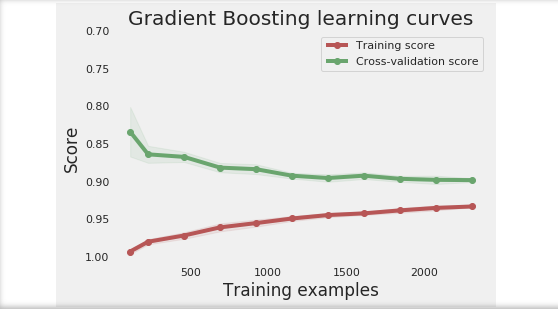 Gradient Boosting learning curves
Training score
Cross-validation score
Score
0.70
0.75
0.80
0.85
0.90
0.95
1.00
500
1000
1500
2000
Training examples